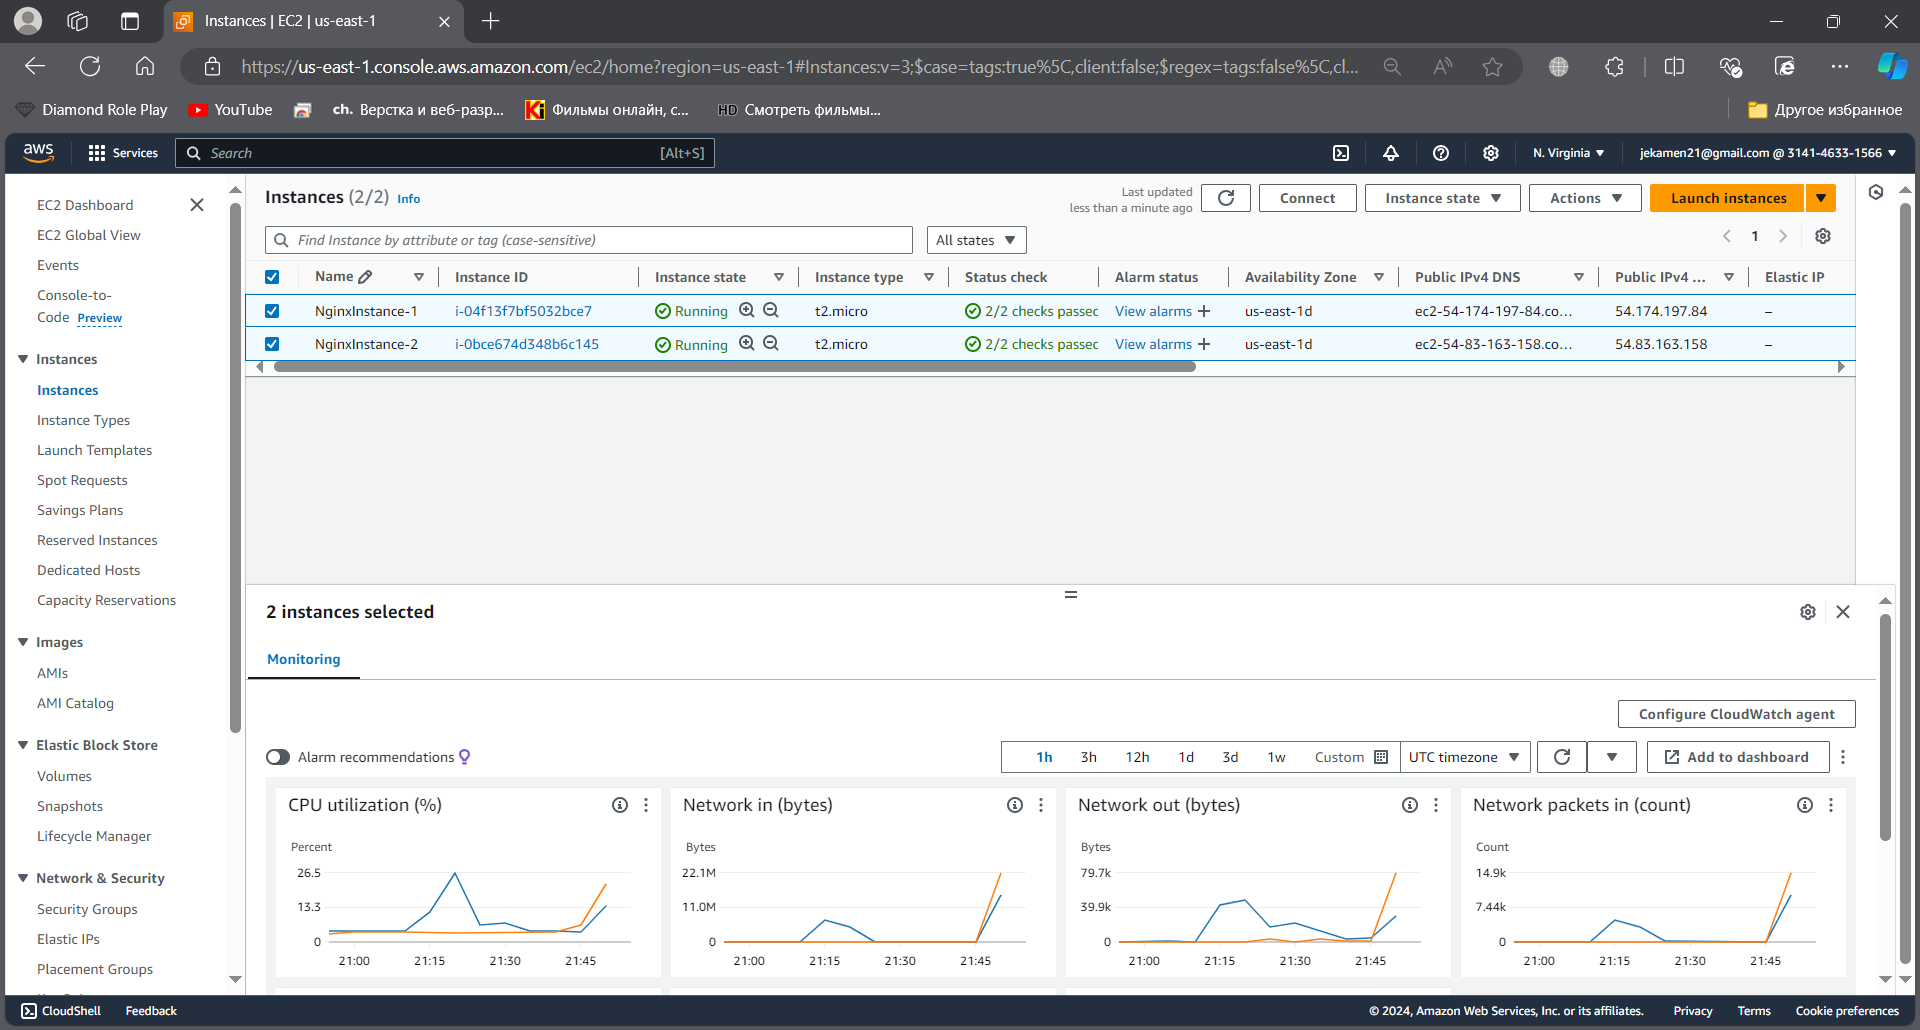 Instances | EC2 | us-east-1
https://us-east-1.console.aws.amazon.com/ec2/home?region=us-east-1#Instances:v=3;$case=tags:true%5C,client:false;$regex=tags:false%5C,cl...
Diamond Role Play
YouTube
ch. Верстка и веб-разр...
Ki Фильмы онлайн, с...
HD Смотреть фильмы...
Другое избранное
aws
Services
Search
[Alt+S]
N. Virginia
jekamen21@gmail.com @ 3141-4633-1566
EC2 Dashboard
EC2 Global View
Events
Console-to-
Code Preview
Instances
Instances
Instance Types
Launch Templates
Spot Requests
Savings Plans
Reserved Instances
Dedicated Hosts
Capacity Reservations
Images
AMIs
AMI Catalog
Elastic Block Store
Volumes
Snapshots
Lifecycle Manager
Network & Security
Security Groups
Elastic IPs
Placement Groups
Instances (2/2) Info
Last updated
less than a minute ago
Connect
Instance state
Actions
Launch instances
Find Instance by attribute or tag (case-sensitive)
All states
1
Name Instance ID Instance state Instance type Status check Alarm status Availability Zone Public IPv4 DNS Public IPv4 ... Elastic IP
NginxInstance-1 i-04f13f7bf5032bce7 Running t2.micro 2/2 checks passec View alarms us-east-1d ec2-54-174-197-84.co... 54.174.197.84 –
NginxInstance-2 i-0bce674d348b6c145 Running t2.micro 2/2 checks passec View alarms us-east-1d ec2-54-83-163-158.co... 54.83.163.158 –
2 instances selected
Monitoring
Configure CloudWatch agent
Alarm recommendations
1h 3h 12h 1d 3d 1w Custom UTC timezone
Add to dashboard
CPU utilization (%)
Percent
26.5
13.3
0
21:00 21:15 21:30 21:45
Network in (bytes)
Bytes
22.1M
11.0M
0
21:00 21:15 21:30 21:45
Network out (bytes)
Bytes
79.7k
39.9k
0
21:00 21:15 21:30 21:45
Network packets in (count)
Count
14.9k
7.44k
0
21:00 21:15 21:30 21:45
CloudShell
Feedback
© 2024, Amazon Web Services, Inc. or its affiliates.
Privacy
Terms
Cookie preferences